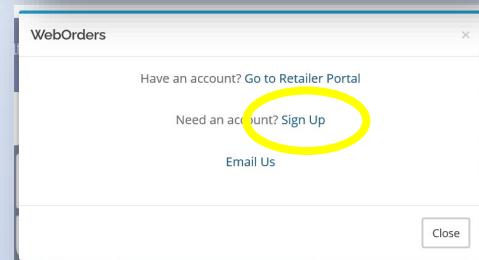 WebOrders ×
Have an account? Go to Retailer Portal
Need an account? Sign Up
Email Us
Close